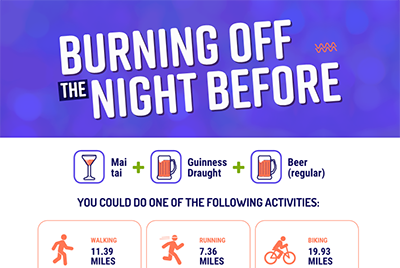 BURNING OFF
THE NIGHT BEFORE
Mai
tai
Guinness
Draught
Beer
(regular)
YOU COULD DO ONE OF THE FOLLOWING ACTIVITIES:
WALKING
11.39
MILES
RUNNING
7.36
MILES
BIKING
19.93
MILES